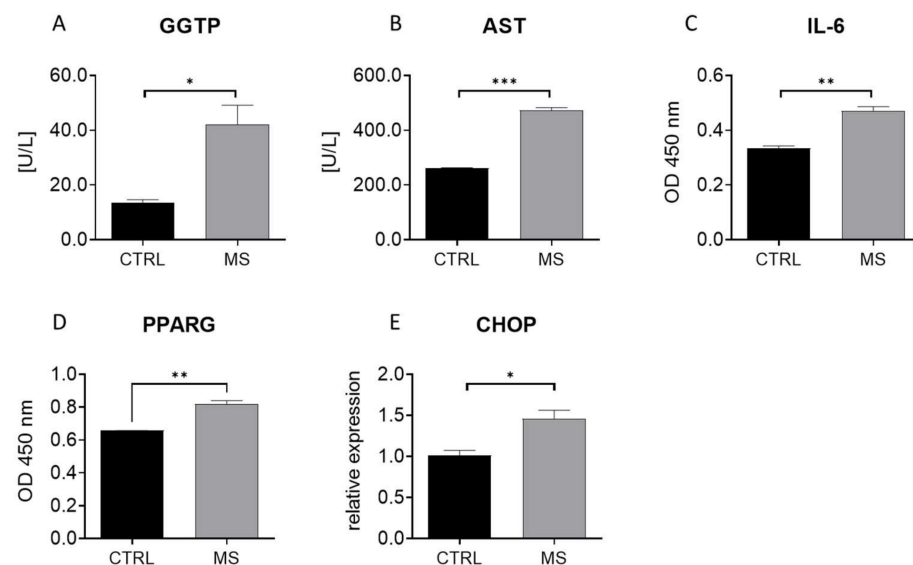 A GGTP
B AST
C IL-6
60.0
40.0
20.0
0.0
[U/L]
*
CTRL MS
600.0
400.0
200.0
0.0
[U/L]
***
CTRL MS
0.6
0.4
0.2
0.0
OD 450 nm
**
CTRL MS
D PPARG
E CHOP
1.0
0.8
0.6
0.4
0.2
0.0
OD 450 nm
**
CTRL MS
2.0
1.5
1.0
0.5
0.0
relative expression
*
CTRL MS